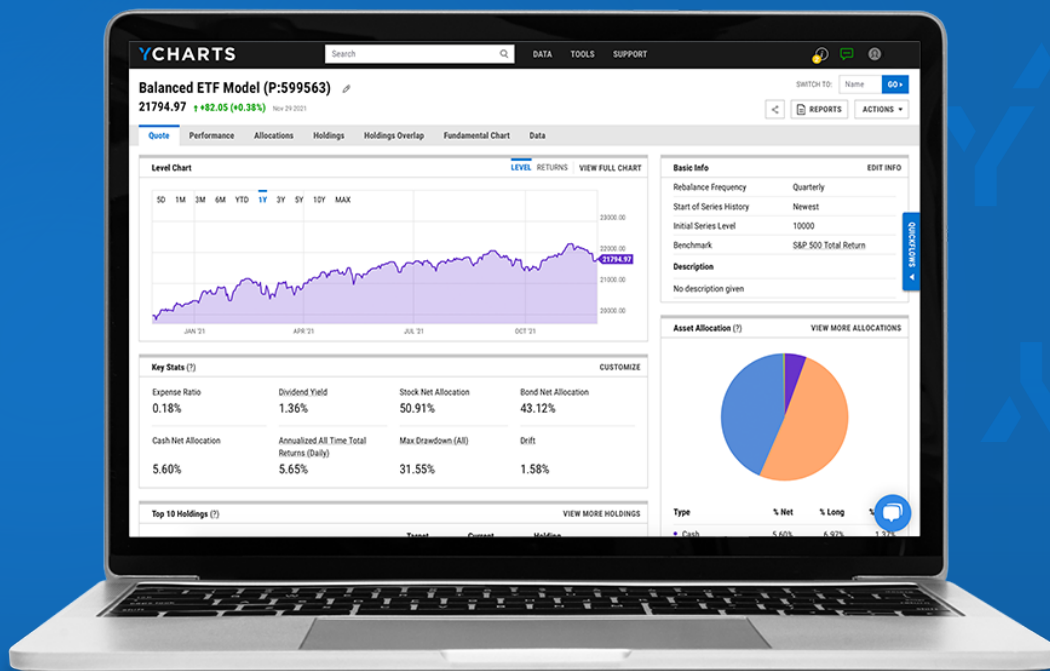 YCHARTS
Search
DATA TOOLS SUPPORT
Balanced ETF Model (P:599563)
21794.97 +82.05 (+0.38%) Nov 29 2021
SWITCH TO: Name GO
REPORTS ACTIONS
Quote Performance Allocations Holdings Holdings Overlap Fundamental Chart Data
Level Chart LEVEL RETURNS VIEW FULL CHART
5D 1M 3M 6M YTD 1Y 3Y 5Y 10Y MAX
23000.00
22000.00
21794.97
21000.00
20000.00
JAN '21 APR '21 JUL '21 OCT '21
Key Stats (?) CUSTOMIZE
Expense Ratio Dividend Yield Stock Net Allocation Bond Net Allocation
0.18% 1.36% 50.91% 43.12%
Cash Net Allocation Annualized All Time Total Returns (Daily) Max Drawdown (All) Drift
5.60% 5.65% 31.55% 1.58%
Top 10 Holdings (?) VIEW MORE HOLDINGS
Target Current Holding
Basic Info EDIT INFO
Rebalance Frequency Quarterly
Start of Series History Newest
Initial Series Level 10000
Benchmark S&P 500 Total Return
Description
No description given
QUICKFLOWS
Asset Allocation (?) VIEW MORE ALLOCATIONS
Type % Net % Long %
Cash 5.60% 6.97% 1.37%